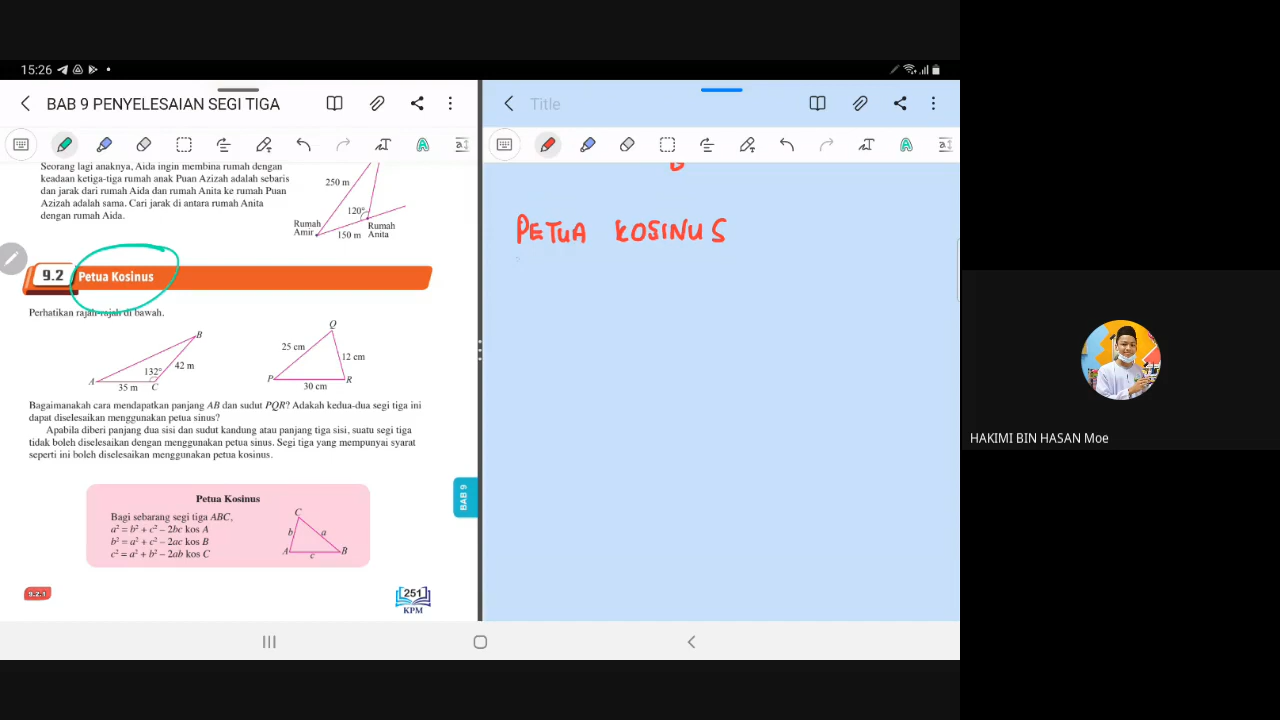 15:26
BAB 9 PENYELESAIAN SEGI TIGA
Seorang lagi anaknya, Aida ingin membina rumah dengan
keadaan ketiga-tiga rumah anak Puan Azizah adalah sebaris
dan jarak dari rumah Aida dan rumah Anita ke rumah Puan
Azizah adalah sama. Cari jarak di antara rumah Anita
dengan rumah Aida.
250 m
120°
Rumah
Amir
150 m
Rumah
Anita
9.2 Petua Kosinus
Perhatikan rajah-rajah di bawah.
B
132°
42 m
A
35 m
C
Q
25 cm
12 cm
P
R
30 cm
Bagaimanakah cara mendapatkan panjang AB dan sudut PQR? Adakah kedua-dua segi tiga ini
dapat diselesaikan menggunakan petua sinus?
Apabila diberi panjang dua sisi dan sudut kandung atau panjang tiga sisi, suatu segi tiga
tidak boleh diselesaikan dengan menggunakan petua sinus. Segi tiga yang mempunyai syarat
seperti ini boleh diselesaikan menggunakan petua kosinus.
Petua Kosinus
Bagi sebarang segi tiga ABC,
a² = b² + c² – 2bc kos A
b² = a² + c² – 2ac kos B
c² = a² + b² – 2ab kos C
C
b
a
A
c
B
BAB 9
9.2.1
251
KPM
Title
PETUA KOSINUS
HAKIMI BIN HASAN Moe